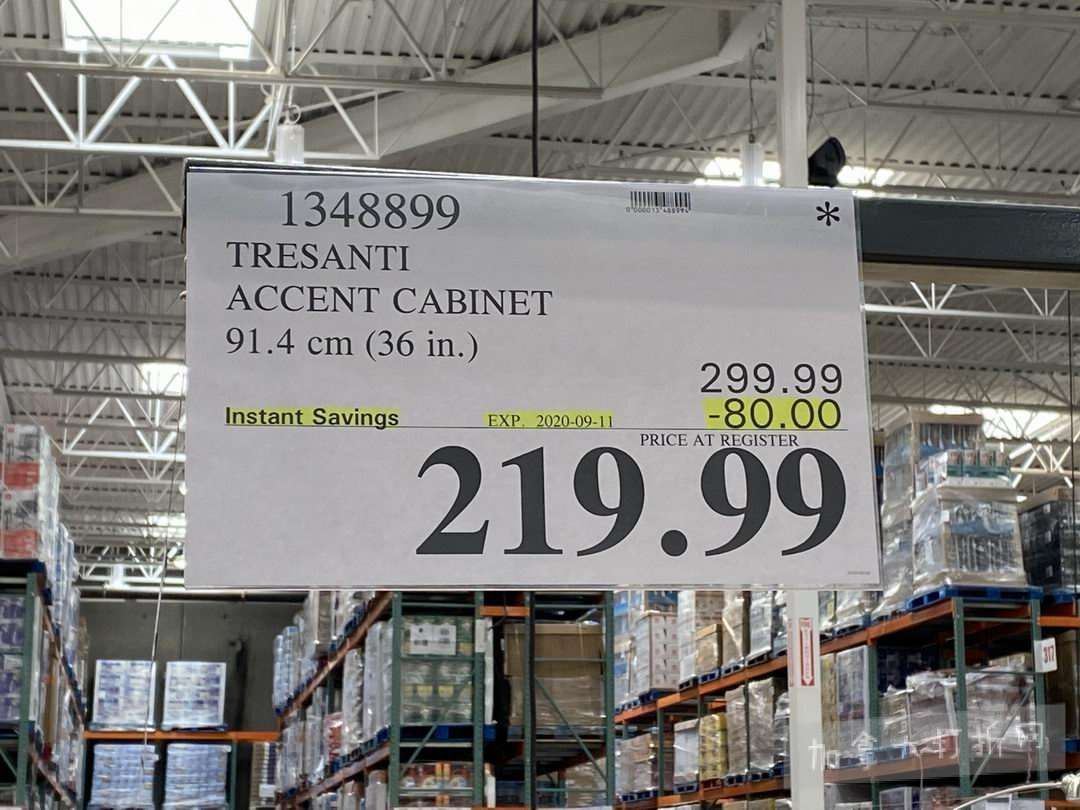 1348899
*
TRESANTI
ACCENT CABINET
91.4 cm (36 in.)
299.99
Instant Savings EXP. 2020-09-11 -80.00
PRICE AT REGISTER
219.99
317
加拿大打折网